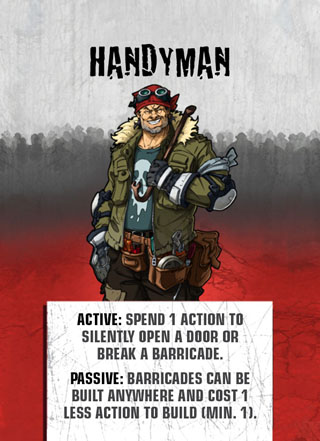 HANDYMAN
ACTIVE: SPEND 1 ACTION TO
SILENTLY OPEN A DOOR OR
BREAK A BARRICADE.
PASSIVE: BARRICADES CAN BE
BUILT ANYWHERE AND COST 1
LESS ACTION TO BUILD (MIN. 1).